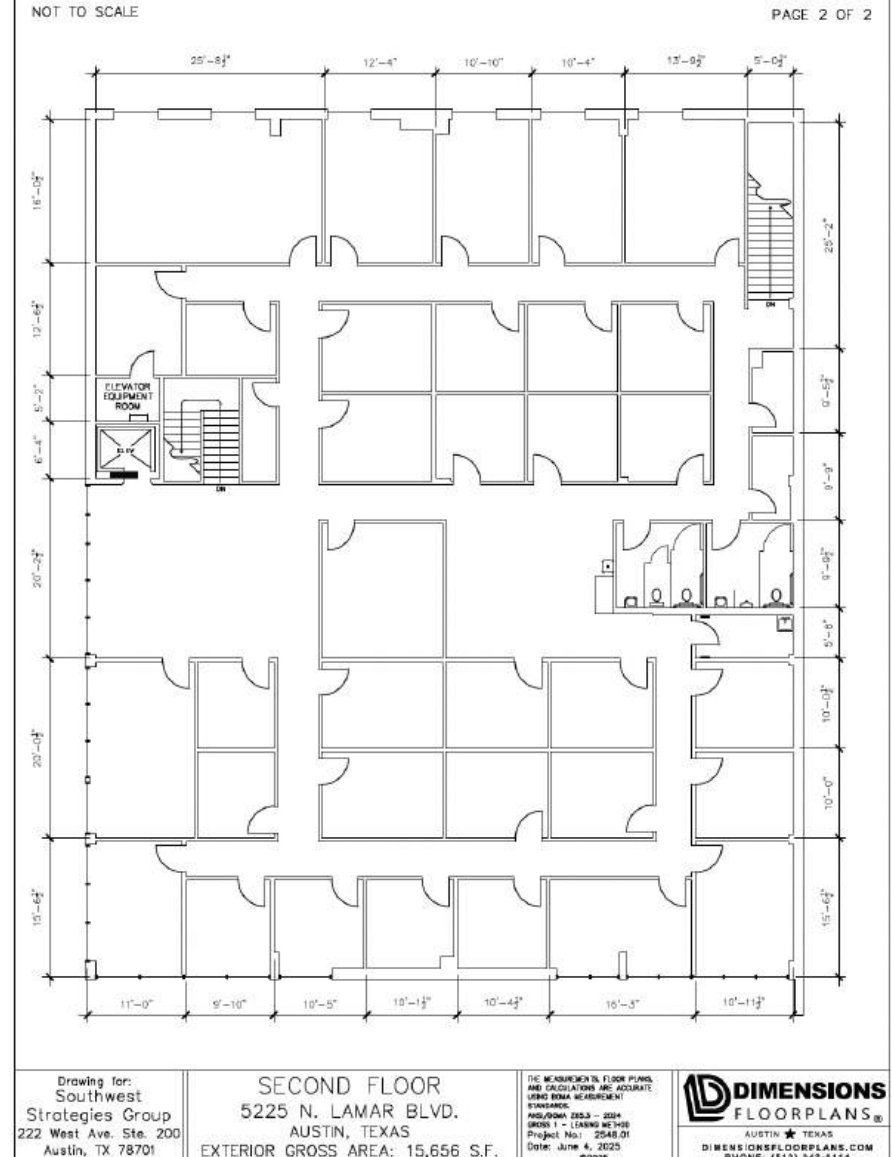 NOT TO SCALE
PAGE 2 OF 2
25'-8½"
12'-4"
10'-10"
10'-4"
13'-9½"
5'-0½"
16'-0½"
25'-2"
12'-6½"
DN
ELEVATOR
EQUIPMENT
ROOM
5'-2"
9'-5½"
6'-4"
ELEV
DN
9'-9"
20'-2½"
9'-9½"
5'-8"
10'-0½"
20'-0½"
10'-0"
15'-6½"
15'-6½"
11'-0"
9'-10"
10'-5"
10'-1½"
10'-4½"
16'-3"
10'-11½"
Drawing for:
Southwest
Strategies Group
222 West Ave. Ste. 200
Austin, TX 78701
SECOND FLOOR
5225 N. LAMAR BLVD.
AUSTIN, TEXAS
EXTERIOR GROSS AREA: 15,656 S.F.
THE MEASUREMENTS, FLOOR PLANS,
AND CALCULATIONS ARE ACCURATE
USING BOMA MEASUREMENT
STANDARDS.
ANSI/BOMA Z65.5 - 2024
GROSS 1 - LEASING METHOD
Project No.: 2548.01
Date: June 4, 2025
©2025
DIMENSIONS
FLOORPLANS®
AUSTIN ★ TEXAS
DIMENSIONSFLOORPLANS.COM